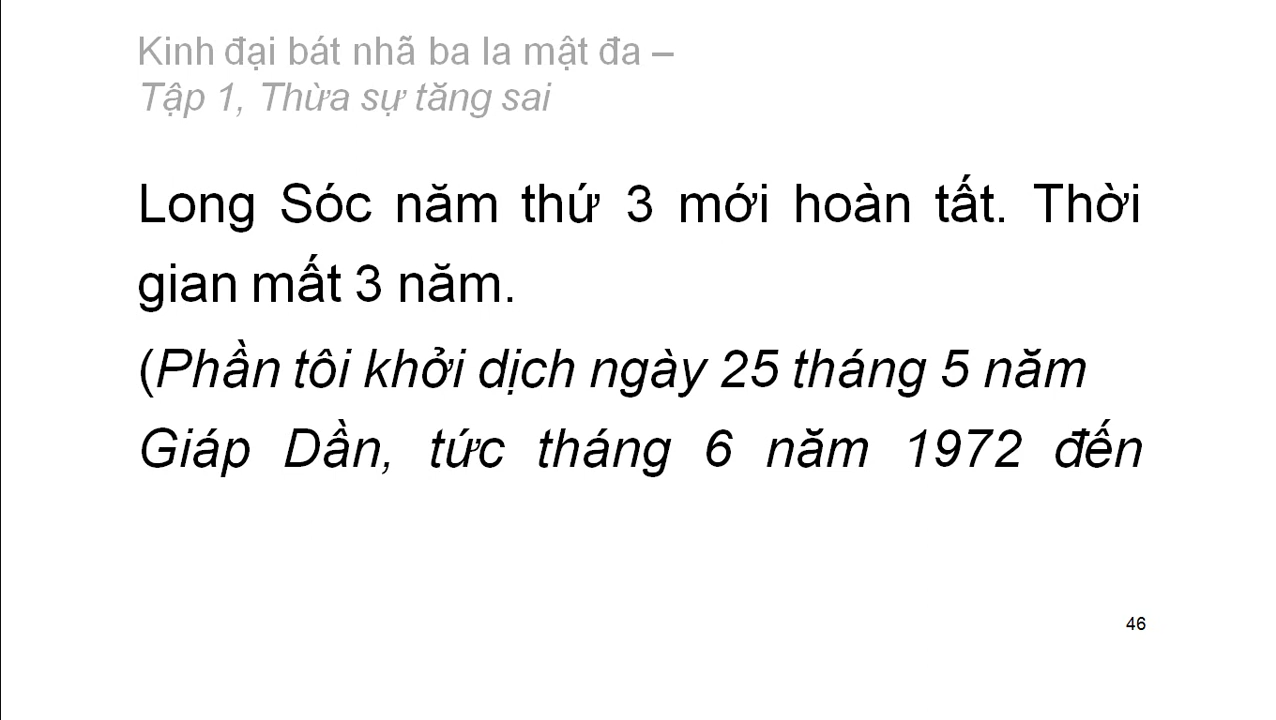 Kinh đại bát nhã ba la mật đa –
Tập 1, Thừa sự tăng sai
Long Sóc năm thứ 3 mới hoàn tất. Thời
gian mất 3 năm.
(Phần tôi khởi dịch ngày 25 tháng 5 năm
Giáp Dần, tức tháng 6 năm 1972 đến
46